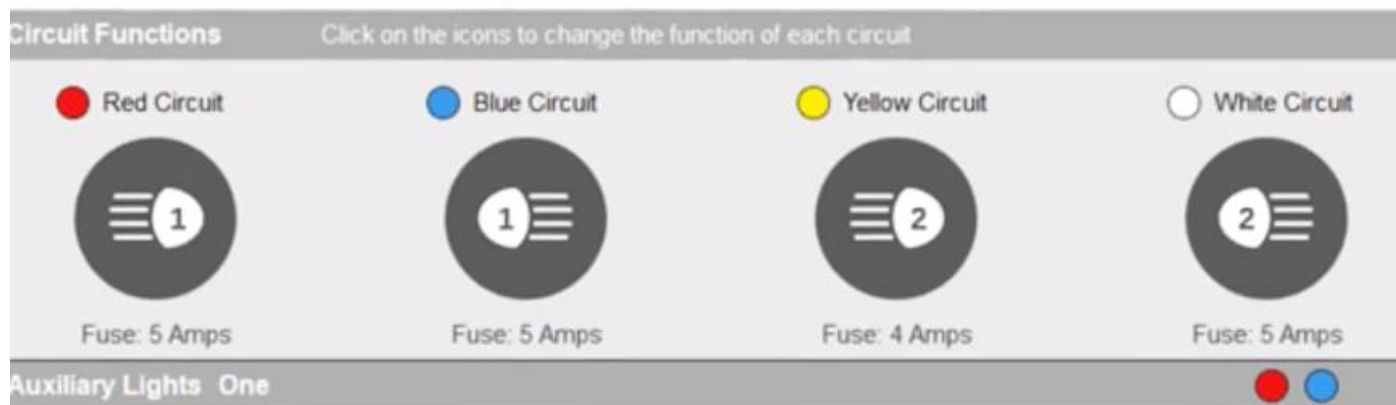 Circuit Functions Click on the icons to change the function of each circuit
Red Circuit Blue Circuit Yellow Circuit White Circuit
1 1 2 2
Fuse: 5 Amps Fuse: 5 Amps Fuse: 4 Amps Fuse: 5 Amps
Auxiliary Lights One